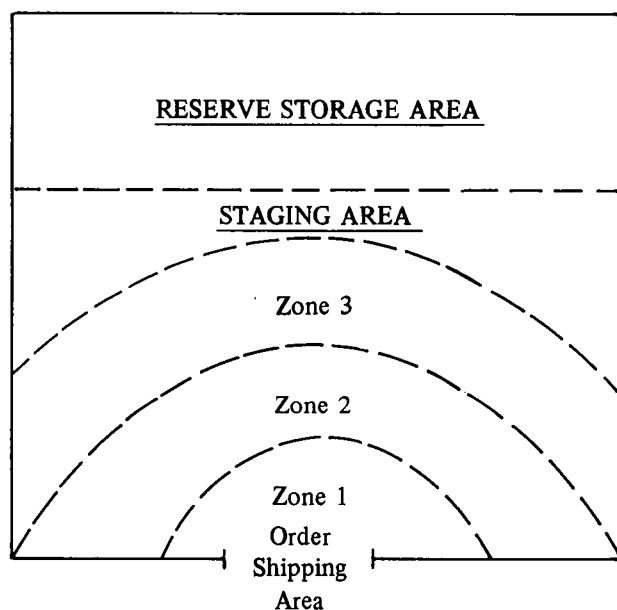 RESERVE STORAGE AREA
STAGING AREA
Zone 3
Zone 2
Zone 1
Order
Shipping
Area